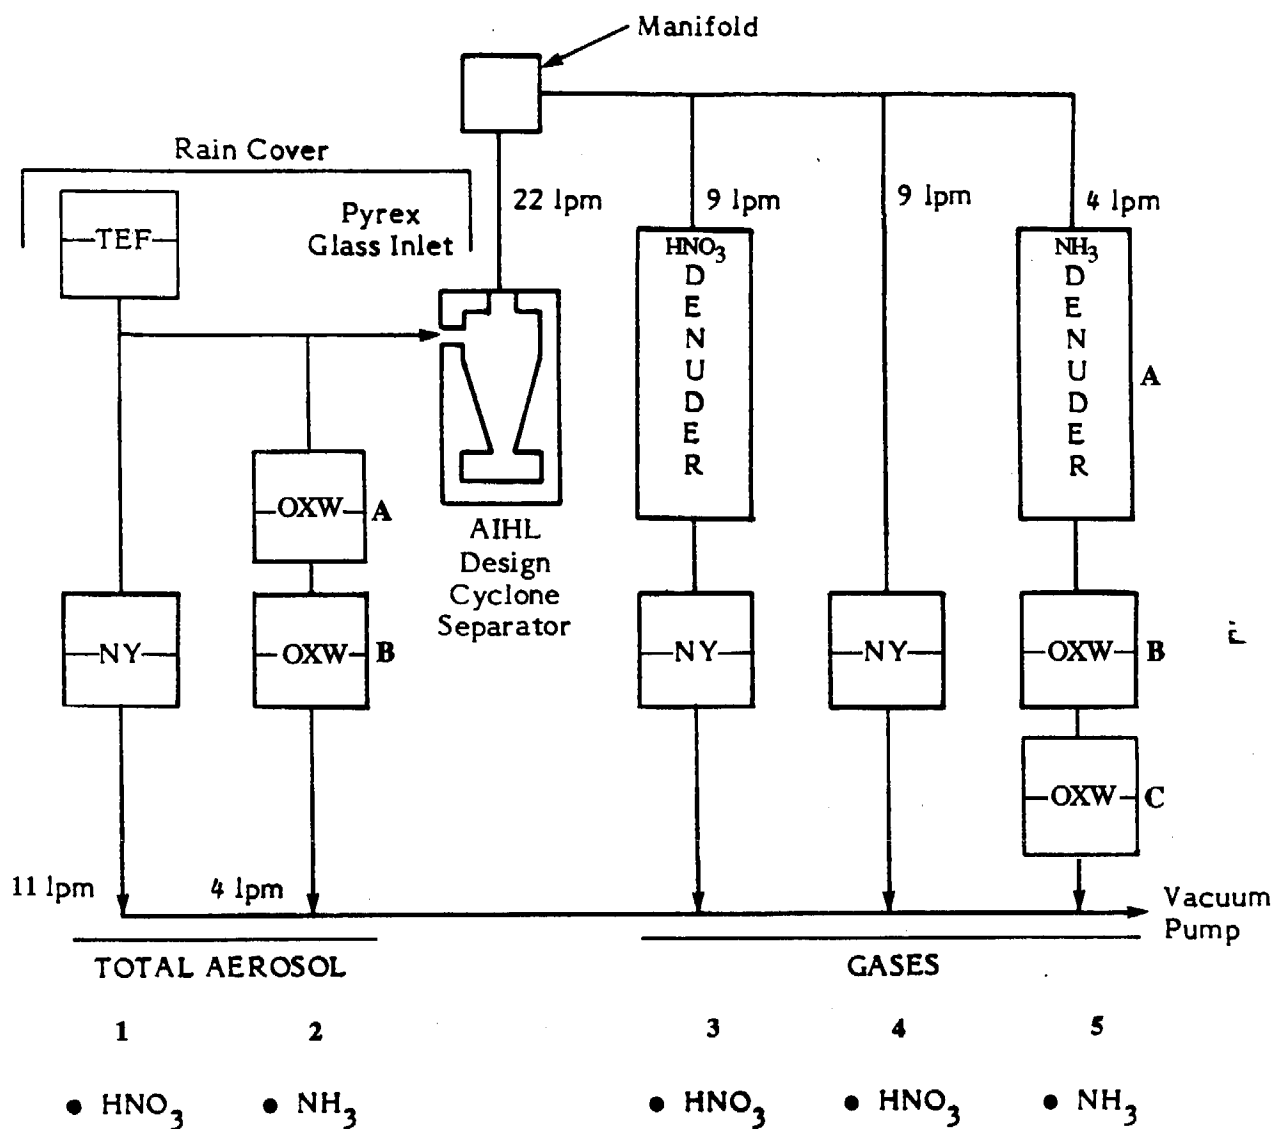 Manifold
Rain Cover
Pyrex
Glass Inlet
TEF
22 lpm
9 lpm
9 lpm
4 lpm
HNO₃
DENUDER
NH₃
DENUDER
A
OXW A
AIHL
Design
Cyclone
Separator
NY
OXW B
NY
NY
OXW B
OXW C
11 lpm
4 lpm
Vacuum
Pump
TOTAL AEROSOL
GASES
1 2 3 4 5
• HNO₃ • NH₃ • HNO₃ • HNO₃ • NH₃